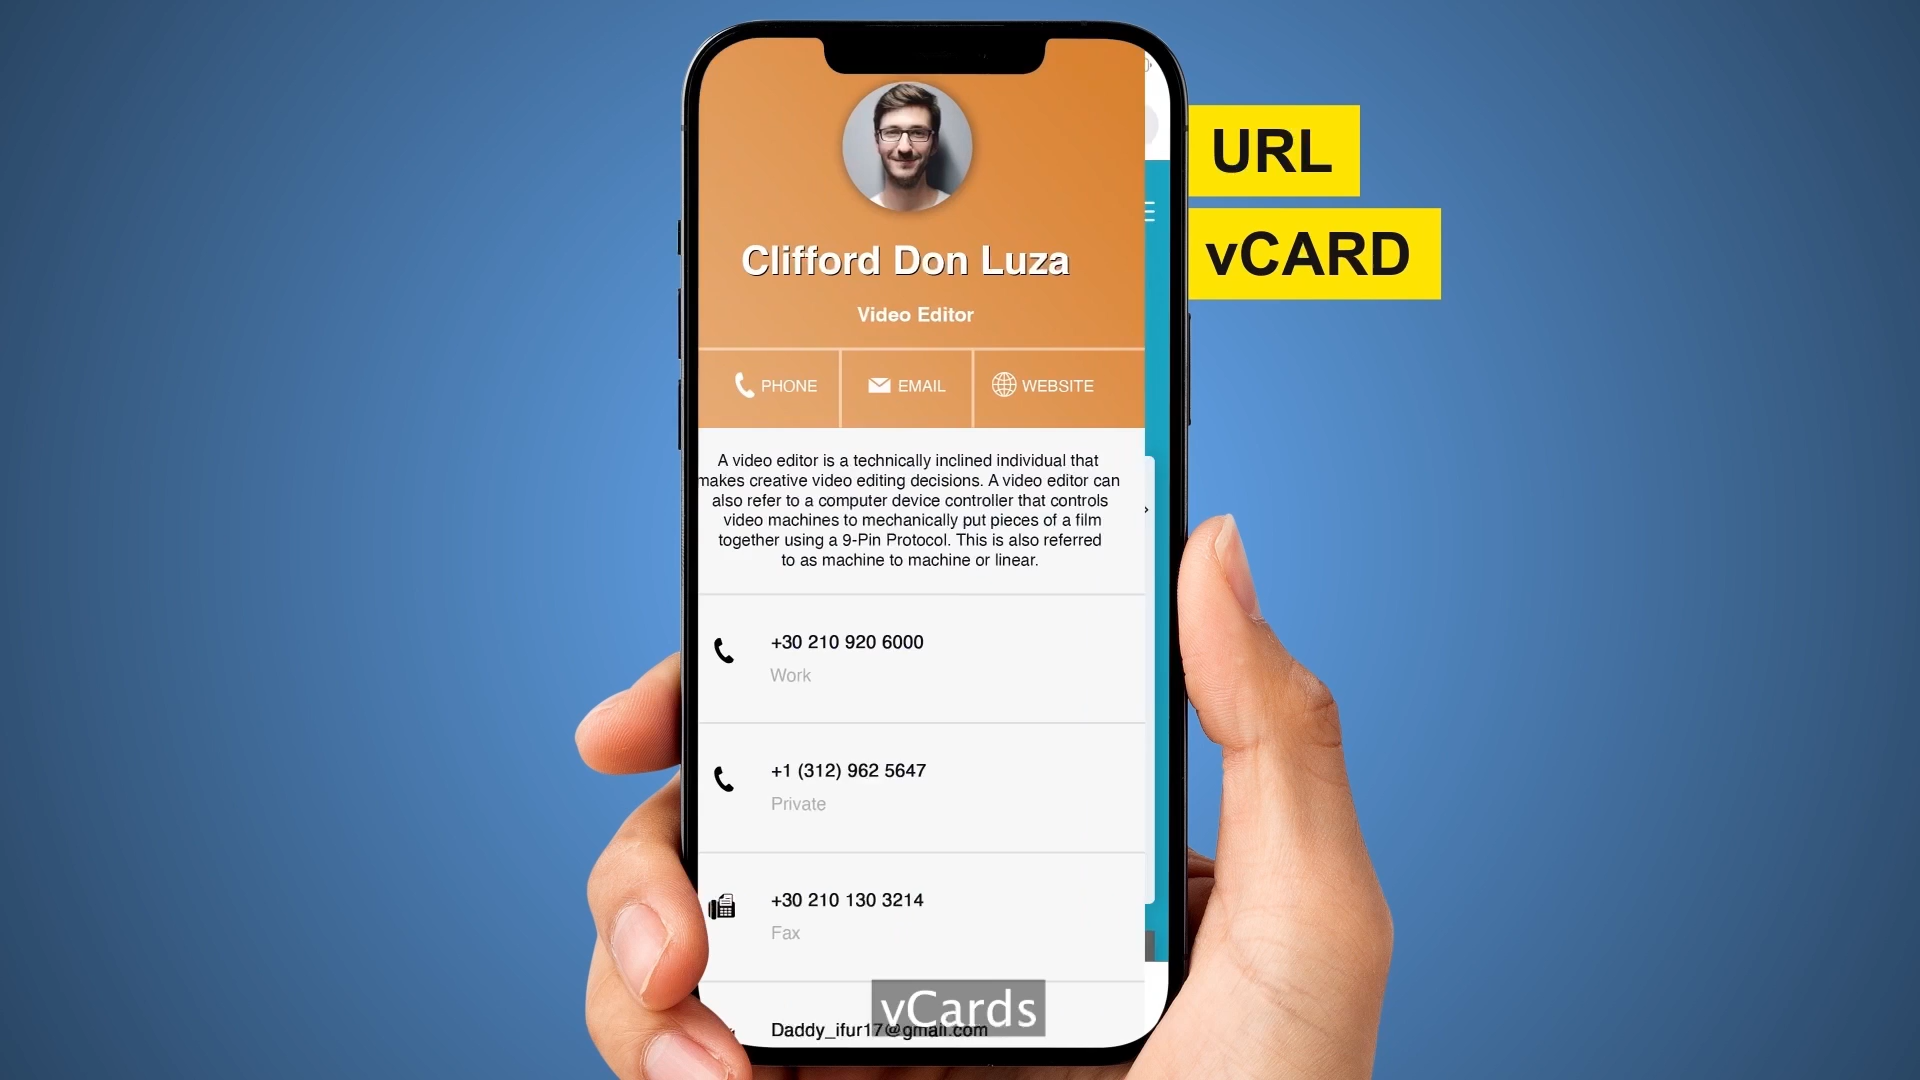 URL
vCARD
Clifford Don Luza
Video Editor
PHONE
EMAIL
WEBSITE
A video editor is a technically inclined individual that
makes creative video editing decisions. A video editor can
also refer to a computer device controller that controls
video machines to mechanically put pieces of a film
together using a 9-Pin Protocol. This is also referred
to as machine to machine or linear.
+30 210 920 6000
Work
+1 (312) 962 5647
Private
+30 210 130 3214
Fax
Daddy_ifur17@gmail.com
vCards